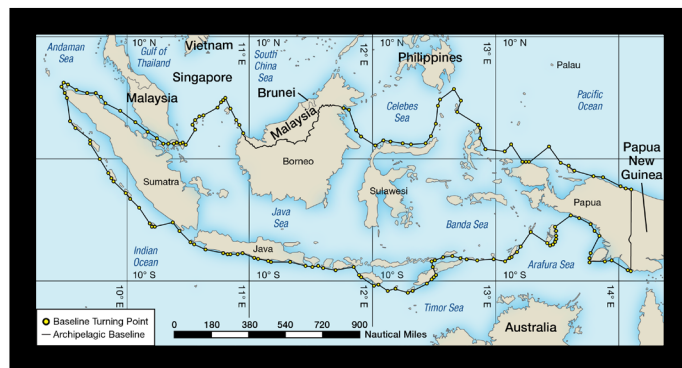 Andaman
Sea
Gulf of
Thailand
Vietnam
11° E
10° N
South
China
Sea
12° E
10° N
Philippines
13° E
10° N
Palau
Pacific
Ocean
Singapore
Malaysia
Brunei
Malaysia
Celebes
Sea
Borneo
Sumatra
Sulawesi
Papua
New
Guinea
Papua
Java
Sea
Banda Sea
Java
Indian
Ocean
10° S
10° S
10° S
10° S
Arafura Sea
Timor Sea
10° E
11° E
12° E
13° E
14° E
Australia
Baseline Turning Point
Archipelagic Baseline
0 180 380 540 720 900
Nautical Miles